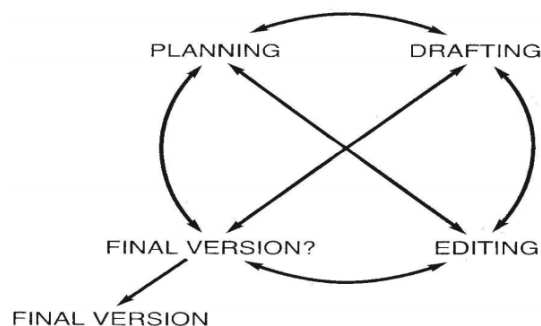 PLANNING DRAFTING
FINAL VERSION? EDITING
FINAL VERSION